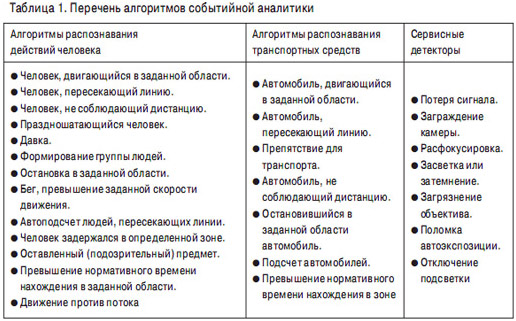 Таблица 1. Перечень алгоритмов событийной аналитики
Алгоритмы распознавания
действий человека
● Человек, двигающийся в заданной области.
● Человек, пересекающий линию.
● Человек, не соблюдающий дистанцию.
● Праздношатающийся человек.
● Давка.
● Формирование группы людей.
● Остановка в заданной области.
● Бег, превышение заданной скорости
движения.
● Автоподсчет людей, пересекающих линии.
● Человек задержался в определенной зоне.
● Оставленный (подозрительный) предмет.
● Превышение нормативного времени
нахождения в заданной области.
● Движение против потока
Алгоритмы распознавания
транспортных средств
● Автомобиль, двигающийся
в заданной области.
● Автомобиль,
пересекающий линию.
● Препятствие для
транспорта.
● Автомобиль, не
соблюдающий дистанцию.
● Остановившийся в
заданной области
автомобиль.
● Подсчет автомобилей.
● Превышение нормативного
времени нахождения в зоне
Сервисные
детекторы
● Потеря сигнала.
● Заграждение
камеры.
● Расфокусировка.
● Засветка или
затемнение.
● Загрязнение
объектива.
● Поломка
автоэкспозиции.
● Отключение
подсветки